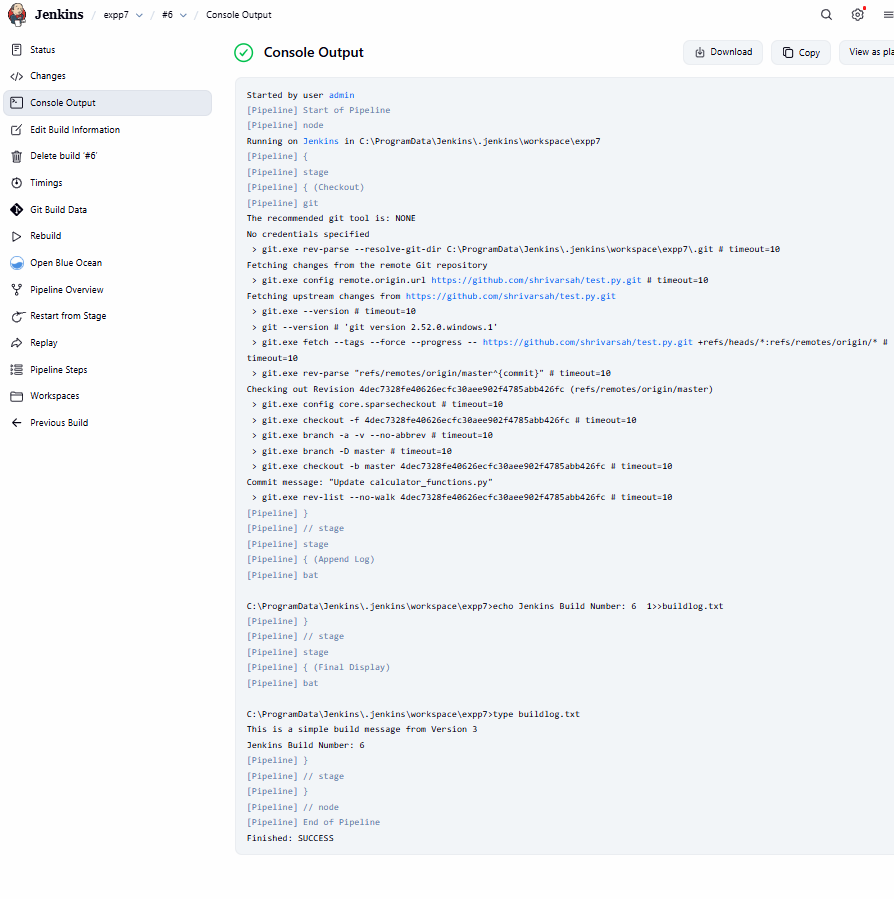 Jenkins / expp7 / #6 / Console Output
Status
Changes
Console Output
Edit Build Information
Delete build '#6'
Timings
Git Build Data
Rebuild
Open Blue Ocean
Pipeline Overview
Restart from Stage
Replay
Pipeline Steps
Workspaces
Previous Build
Console Output
Download
Copy
View as pla
Started by user admin
[Pipeline] Start of Pipeline
[Pipeline] node
Running on Jenkins in C:\ProgramData\Jenkins\.jenkins\workspace\expp7
[Pipeline] {
[Pipeline] stage
[Pipeline] { (Checkout)
[Pipeline] git
The recommended git tool is: NONE
No credentials specified
> git.exe rev-parse --resolve-git-dir C:\ProgramData\Jenkins\.jenkins\workspace\expp7\.git # timeout=10
Fetching changes from the remote Git repository
> git.exe config remote.origin.url https://github.com/shrivarsah/test.py.git # timeout=10
Fetching upstream changes from https://github.com/shrivarsah/test.py.git
> git.exe --version # timeout=10
> git --version # 'git version 2.52.0.windows.1'
> git.exe fetch --tags --force --progress -- https://github.com/shrivarsah/test.py.git +refs/heads/*:refs/remotes/origin/* #
timeout=10
> git.exe rev-parse "refs/remotes/origin/master^{commit}" # timeout=10
Checking out Revision 4dec7328fe40626ecfc30aee902f4785abb426fc (refs/remotes/origin/master)
> git.exe config core.sparsecheckout # timeout=10
> git.exe checkout -f 4dec7328fe40626ecfc30aee902f4785abb426fc # timeout=10
> git.exe branch -a -v --no-abbrev # timeout=10
> git.exe branch -D master # timeout=10
> git.exe checkout -b master 4dec7328fe40626ecfc30aee902f4785abb426fc # timeout=10
Commit message: "Update calculator_functions.py"
> git.exe rev-list --no-walk 4dec7328fe40626ecfc30aee902f4785abb426fc # timeout=10
[Pipeline] }
[Pipeline] // stage
[Pipeline] stage
[Pipeline] { (Append Log)
[Pipeline] bat
C:\ProgramData\Jenkins\.jenkins\workspace\expp7>echo Jenkins Build Number: 6  1>>buildlog.txt
[Pipeline] }
[Pipeline] // stage
[Pipeline] stage
[Pipeline] { (Final Display)
[Pipeline] bat
C:\ProgramData\Jenkins\.jenkins\workspace\expp7>type buildlog.txt
This is a simple build message from Version 3
Jenkins Build Number: 6
[Pipeline] }
[Pipeline] // stage
[Pipeline] }
[Pipeline] // node
[Pipeline] End of Pipeline
Finished: SUCCESS